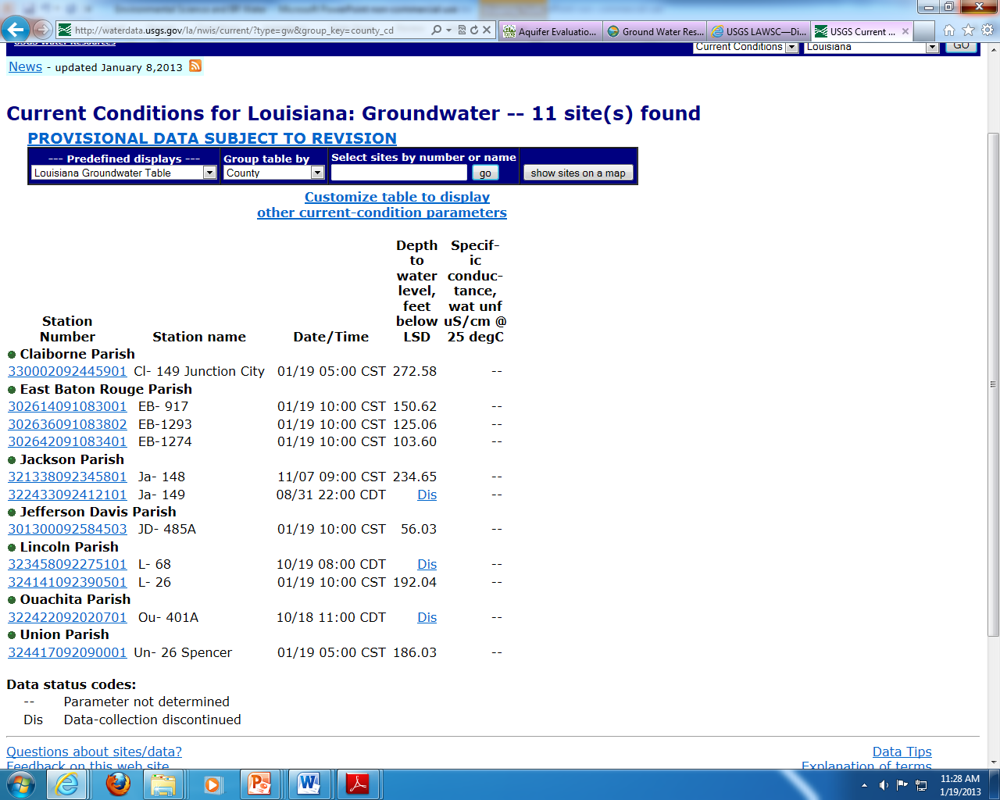 http://waterdata.usgs.gov/la/nwis/current/?type=gw&group_key=county_cd
Aquifer Evaluatio... Ground Water Res... USGS LAWSC—Di... USGS Current ...
USGS Water Resources
Current Conditions Louisiana GO
News - updated January 8,2013
Current Conditions for Louisiana: Groundwater -- 11 site(s) found
PROVISIONAL DATA SUBJECT TO REVISION
--- Predefined displays --- Group table by Select sites by number or name
Louisiana Groundwater Table County go show sites on a map
Customize table to display
other current-condition parameters
Depth Specif-
to ic
water conduc-
level, tance,
feet wat unf
Station below uS/cm @
Number Station name Date/Time LSD 25 degC
Claiborne Parish
330002092445901 Cl- 149 Junction City 01/19 05:00 CST 272.58 --
East Baton Rouge Parish
302614091083001 EB- 917 01/19 10:00 CST 150.62 --
302636091083802 EB-1293 01/19 10:00 CST 125.06 --
302642091083401 EB-1274 01/19 10:00 CST 103.60 --
Jackson Parish
321338092345801 Ja- 148 11/07 09:00 CST 234.65 --
322433092412101 Ja- 149 08/31 22:00 CDT Dis --
Jefferson Davis Parish
301300092584503 JD- 485A 01/19 10:00 CST 56.03 --
Lincoln Parish
323458092275101 L- 68 10/19 08:00 CDT Dis --
324141092390501 L- 26 01/19 10:00 CST 192.04 --
Ouachita Parish
322422092020701 Ou- 401A 10/18 11:00 CDT Dis --
Union Parish
324417092090001 Un- 26 Spencer 01/19 05:00 CST 186.03 --
Data status codes:
-- Parameter not determined
Dis Data-collection discontinued
Questions about sites/data? Data Tips
Feedback on this web site Explanation of terms
11:28 AM
1/19/2013